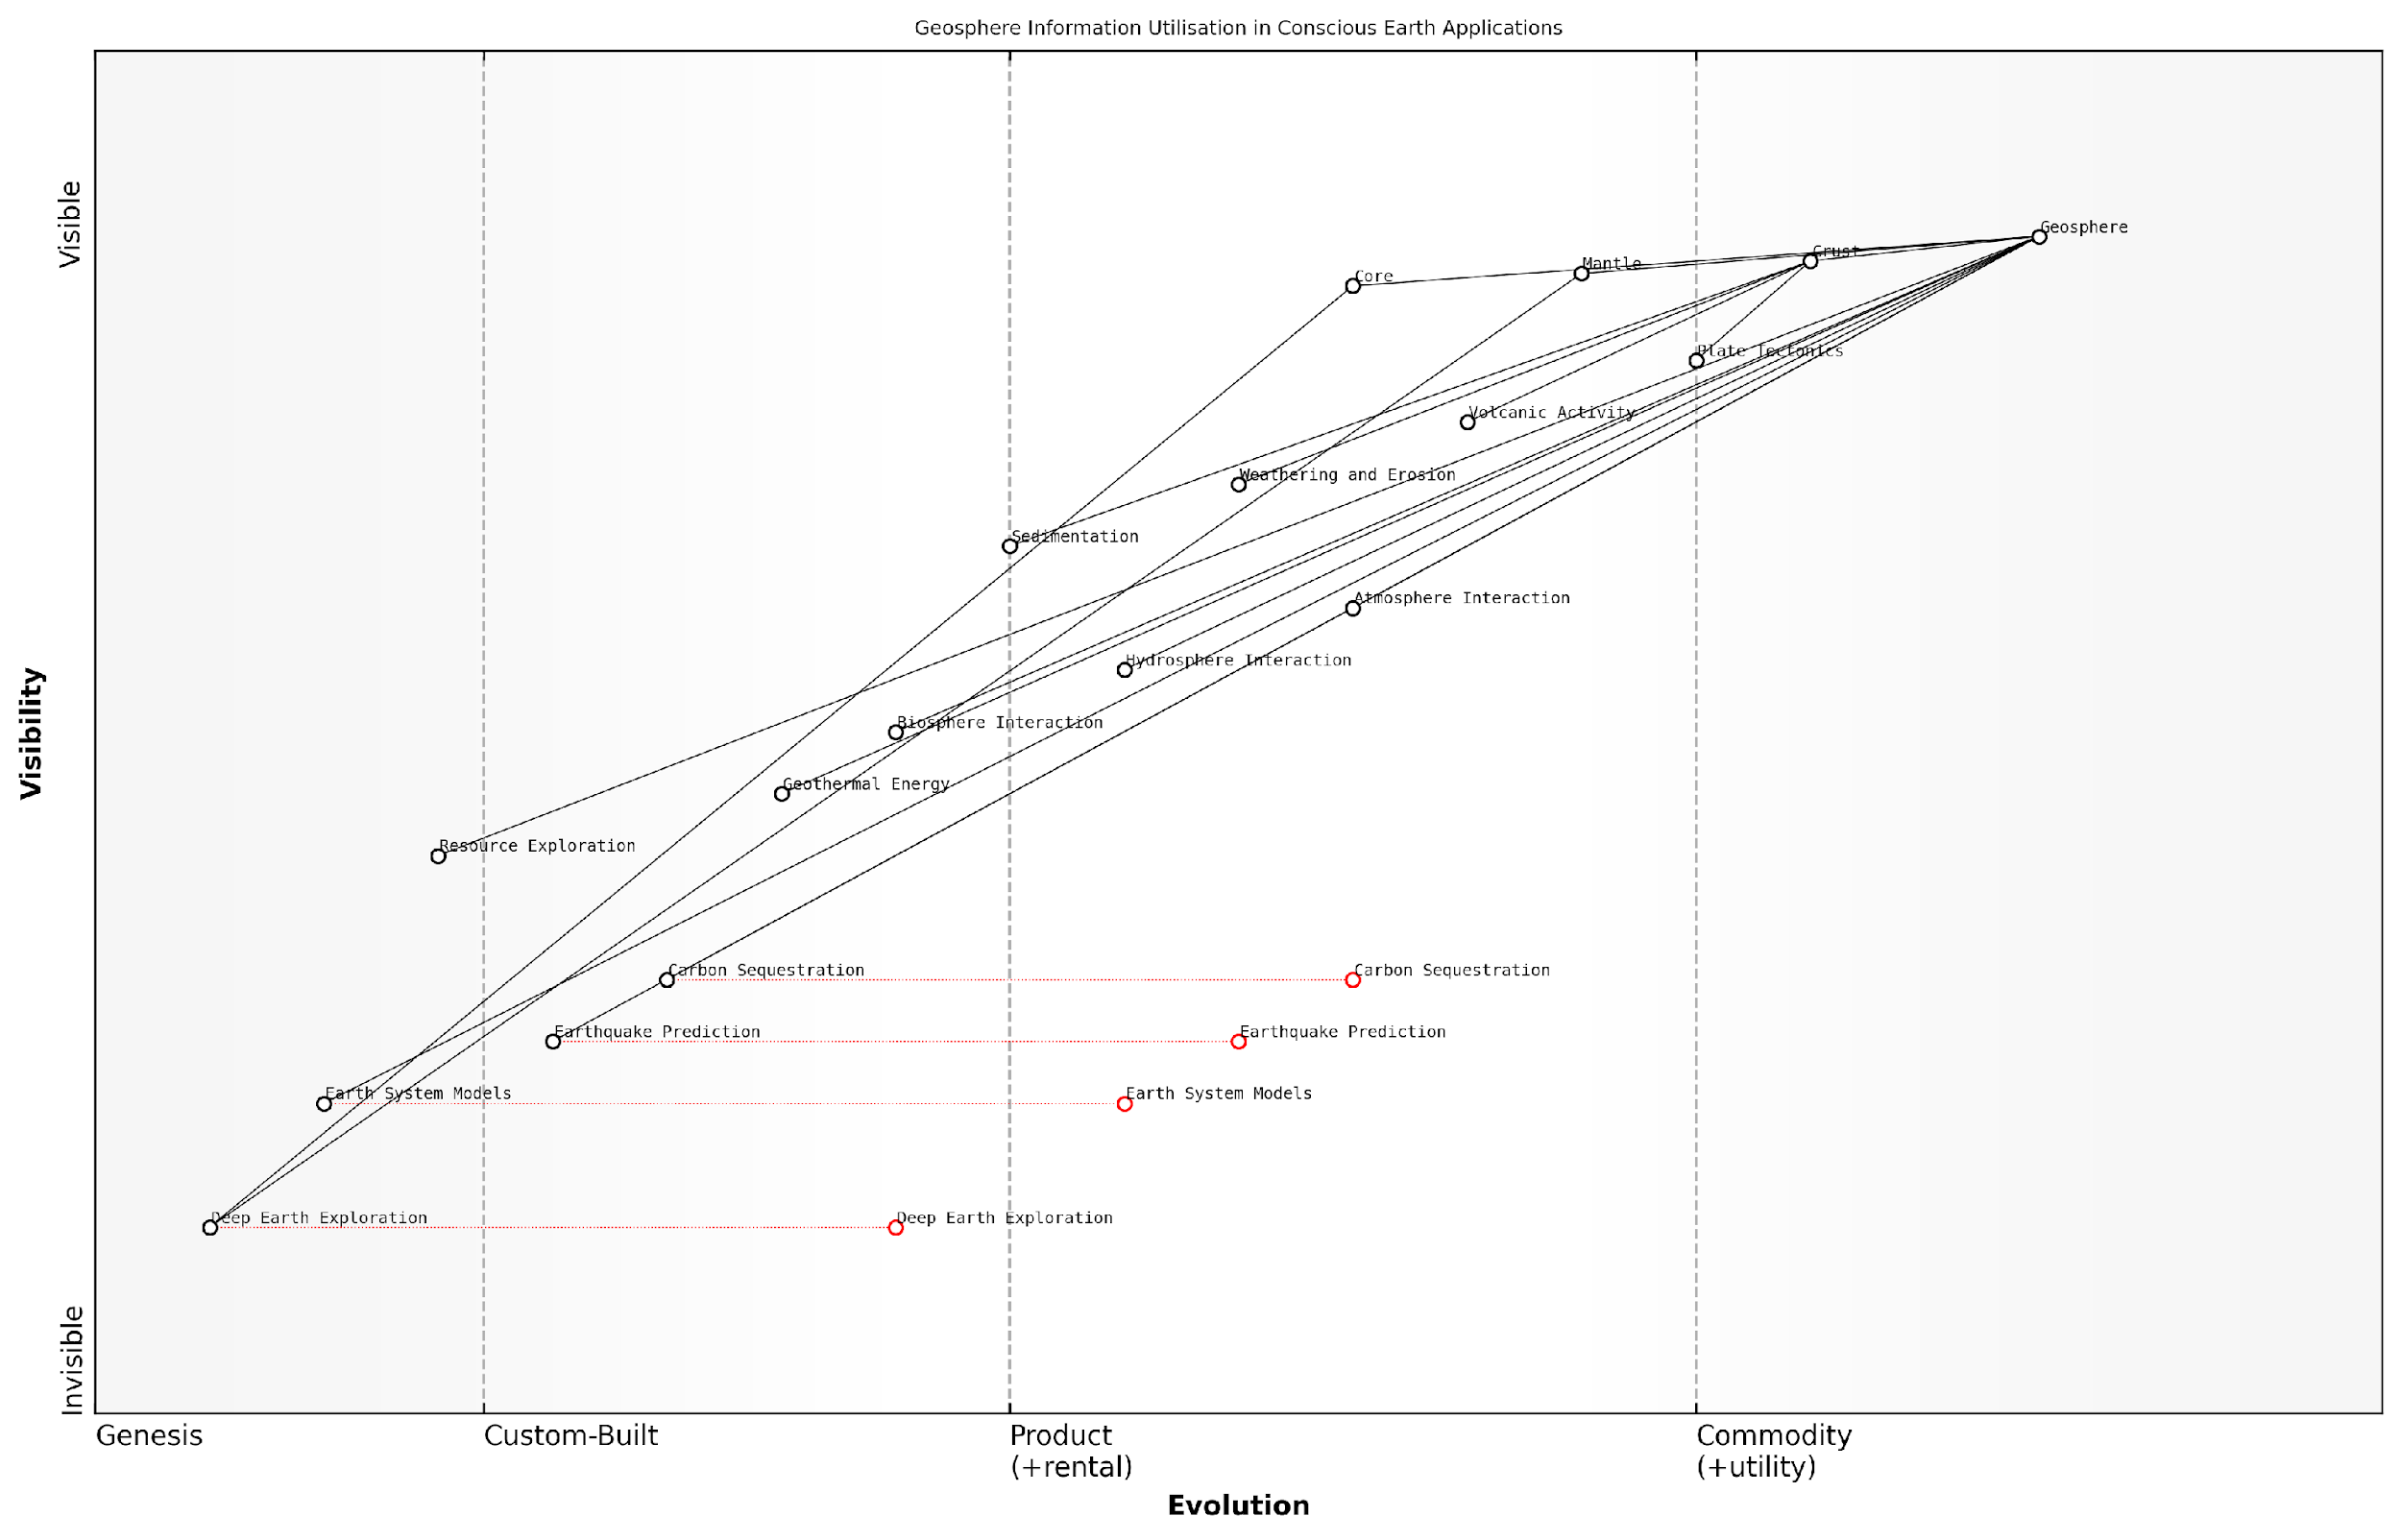 Geosphere Information Utilisation in Conscious Earth Applications
Visible
Visibility
Invisible
Geosphere
Crust
Mantle
Core
Plate Tectonics
Volcanic Activity
Weathering and Erosion
Sedimentation
Atmosphere Interaction
Hydrosphere Interaction
Biosphere Interaction
Geothermal Energy
Resource Exploration
Carbon Sequestration
Carbon Sequestration
Earthquake Prediction
Earthquake Prediction
Earth System Models
Earth System Models
Deep Earth Exploration
Deep Earth Exploration
Genesis
Custom-Built
Product
(+rental)
Commodity
(+utility)
Evolution